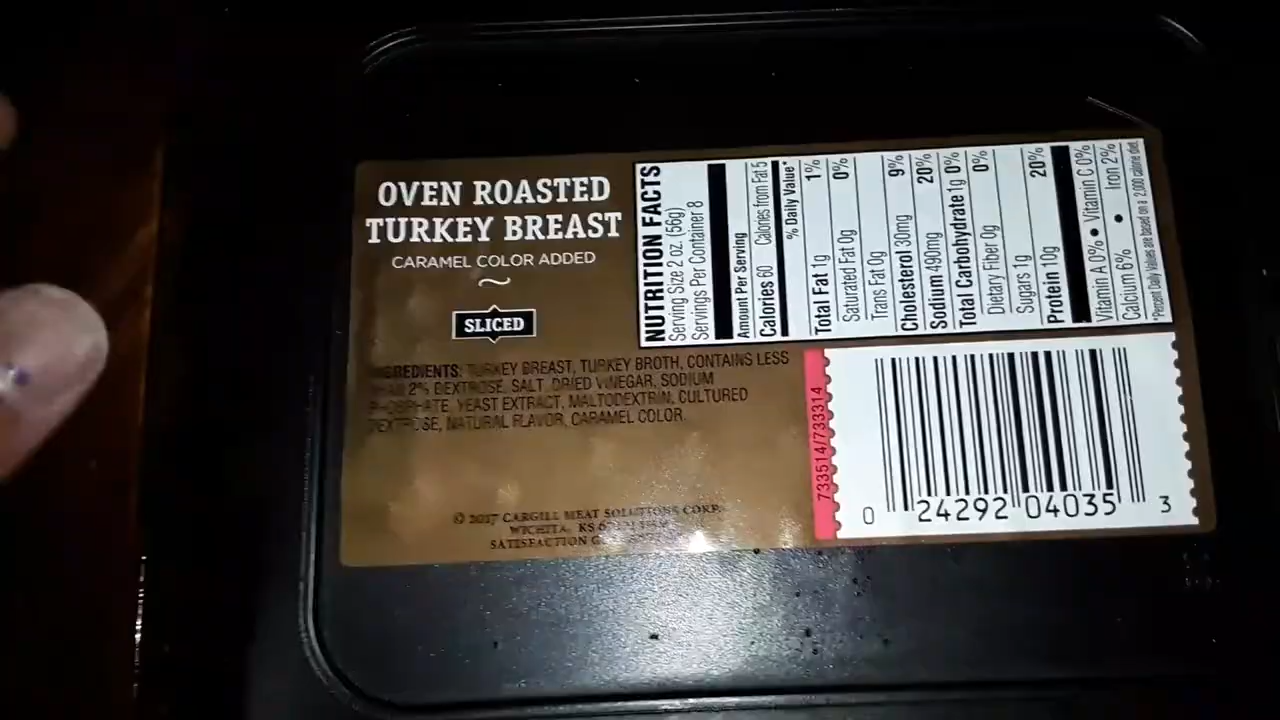 OVEN ROASTED
TURKEY BREAST
CARAMEL COLOR ADDED
SLICED
INGREDIENTS: TURKEY BREAST, TURKEY BROTH, CONTAINS LESS
THAN 2% DEXTROSE, SALT, DRIED VINEGAR, SODIUM
PHOSPHATE, YEAST EXTRACT, MALTODEXTRIN, CULTURED
DEXTROSE, NATURAL FLAVOR, CARAMEL COLOR.
© 2017 CARGILL MEAT SOLUTIONS CORP.
WICHITA, KS
SATISFACTION
NUTRITION FACTS
Serving Size 2 oz. (56g)
Servings Per Container 8
Amount Per Serving
Calories 60 Calories from Fat 5
% Daily Value*
Total Fat 1g 1%
Saturated Fat 0g 0%
Trans Fat 0g
Cholesterol 30mg 9%
Sodium 490mg 20%
Total Carbohydrate 1g 0%
Dietary Fiber 0g 0%
Sugars 1g
Protein 10g 20%
Vitamin A 0% • Vitamin C 0%
Calcium 6% • Iron 2%
*Percent Daily Values are based on a 2,000 calorie diet.
733514/733314
0 24292 04035 3